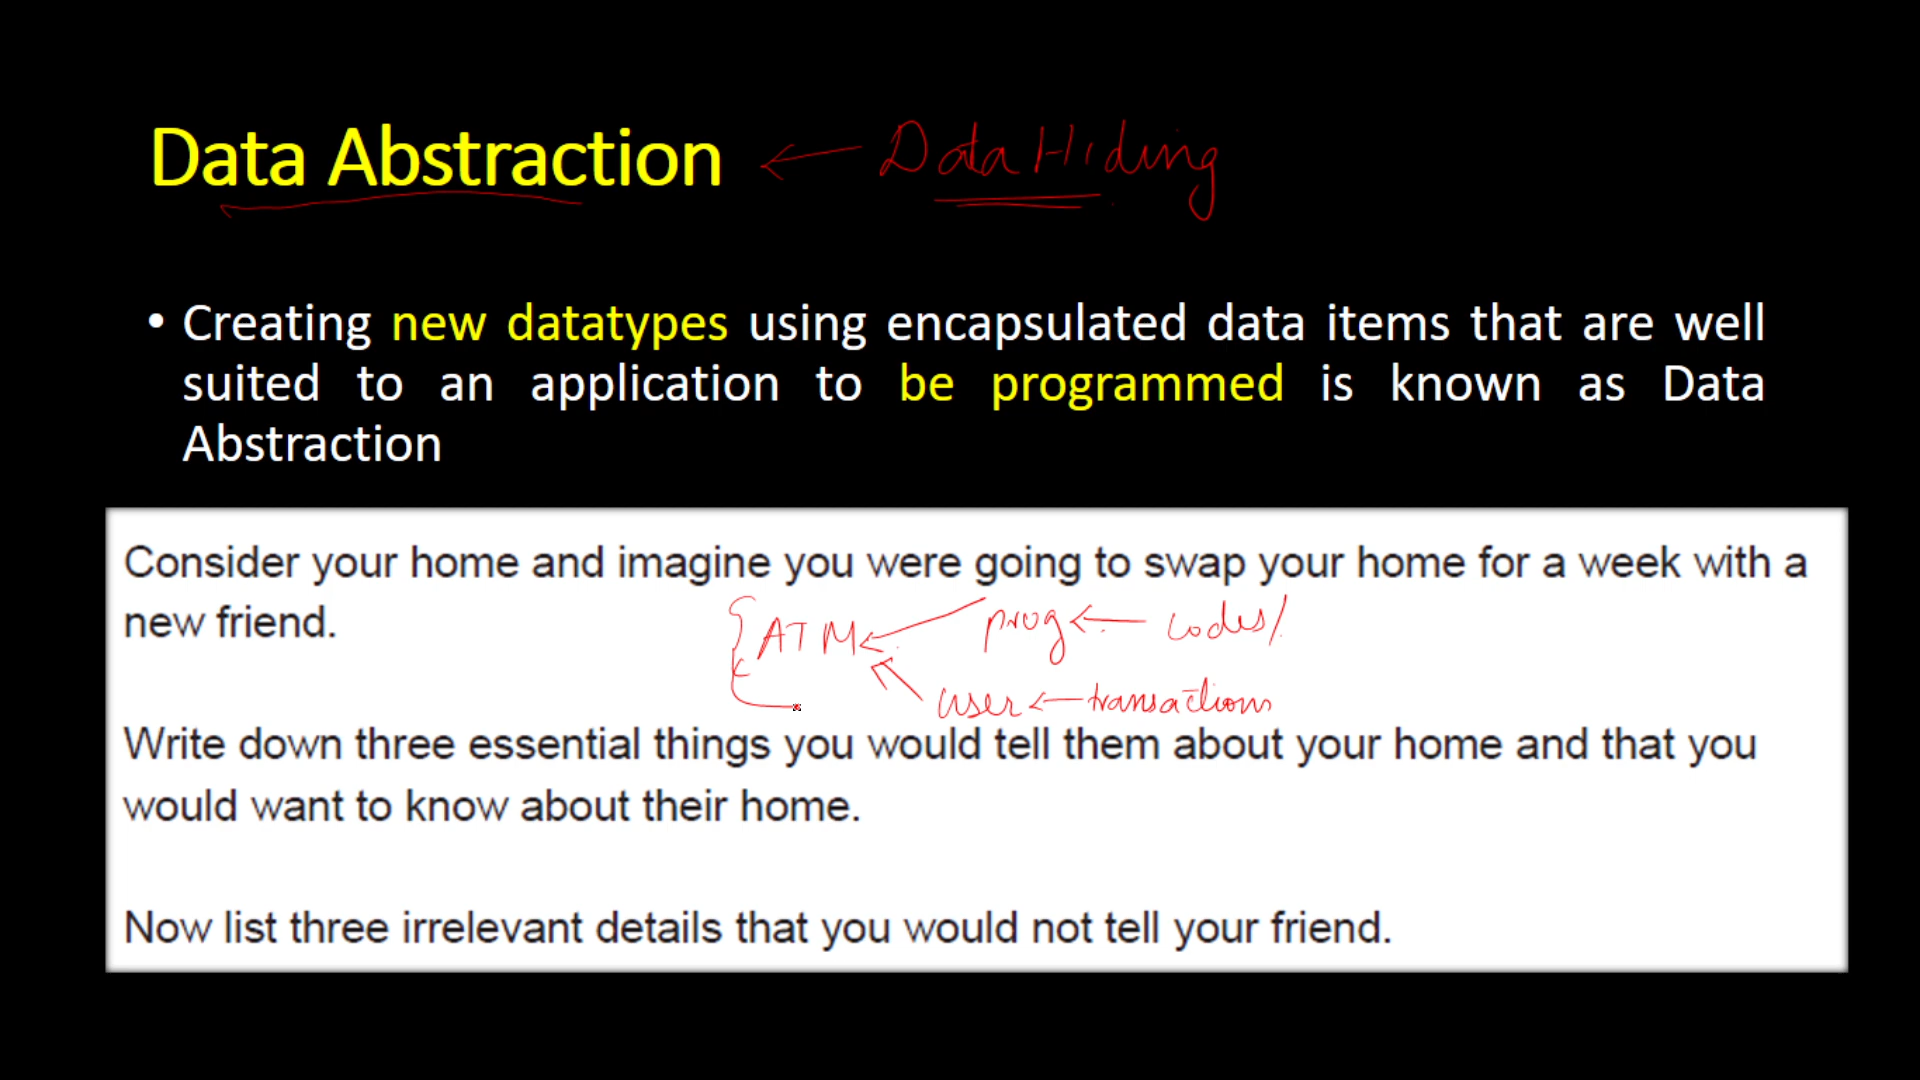 Data Abstraction ← Data Hiding
• Creating new datatypes using encapsulated data items that are well
suited to an application to be programmed is known as Data
Abstraction
Consider your home and imagine you were going to swap your home for a week with a
new friend.
ATM ← prog ← codes/
user ← transactions
Write down three essential things you would tell them about your home and that you
would want to know about their home.
Now list three irrelevant details that you would not tell your friend.